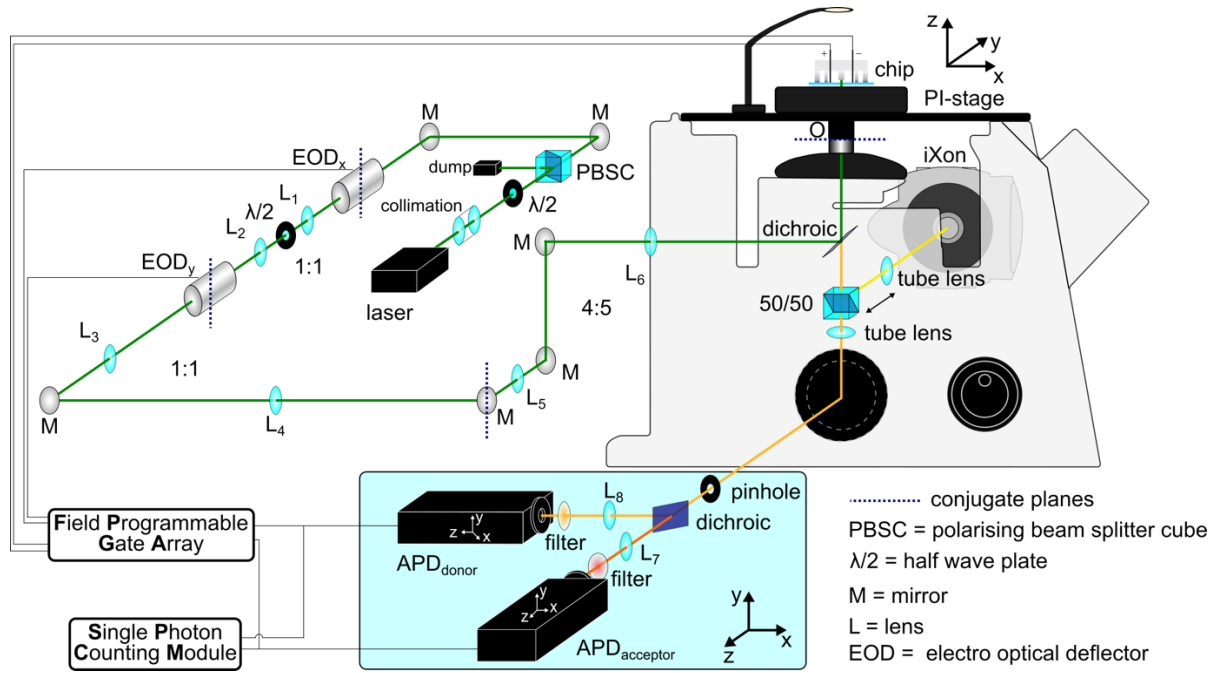 z
y
x
+
−
chip
PI-stage
O
iXon
M
M
EODx
dump
PBSC
L1
λ/2
collimation
λ/2
L2
1:1
M
dichroic
L6
EODy
laser
4:5
50/50
tube lens
tube lens
L3
1:1
M
L5
M
M
L4
pinhole
L8
dichroic
y
z
x
filter
L7
filter
APDdonor
y
z
x
APDacceptor
y
x
z
Field Programmable
Gate Array
Single Photon
Counting Module
conjugate planes
PBSC = polarising beam splitter cube
λ/2 = half wave plate
M = mirror
L = lens
EOD = electro optical deflector